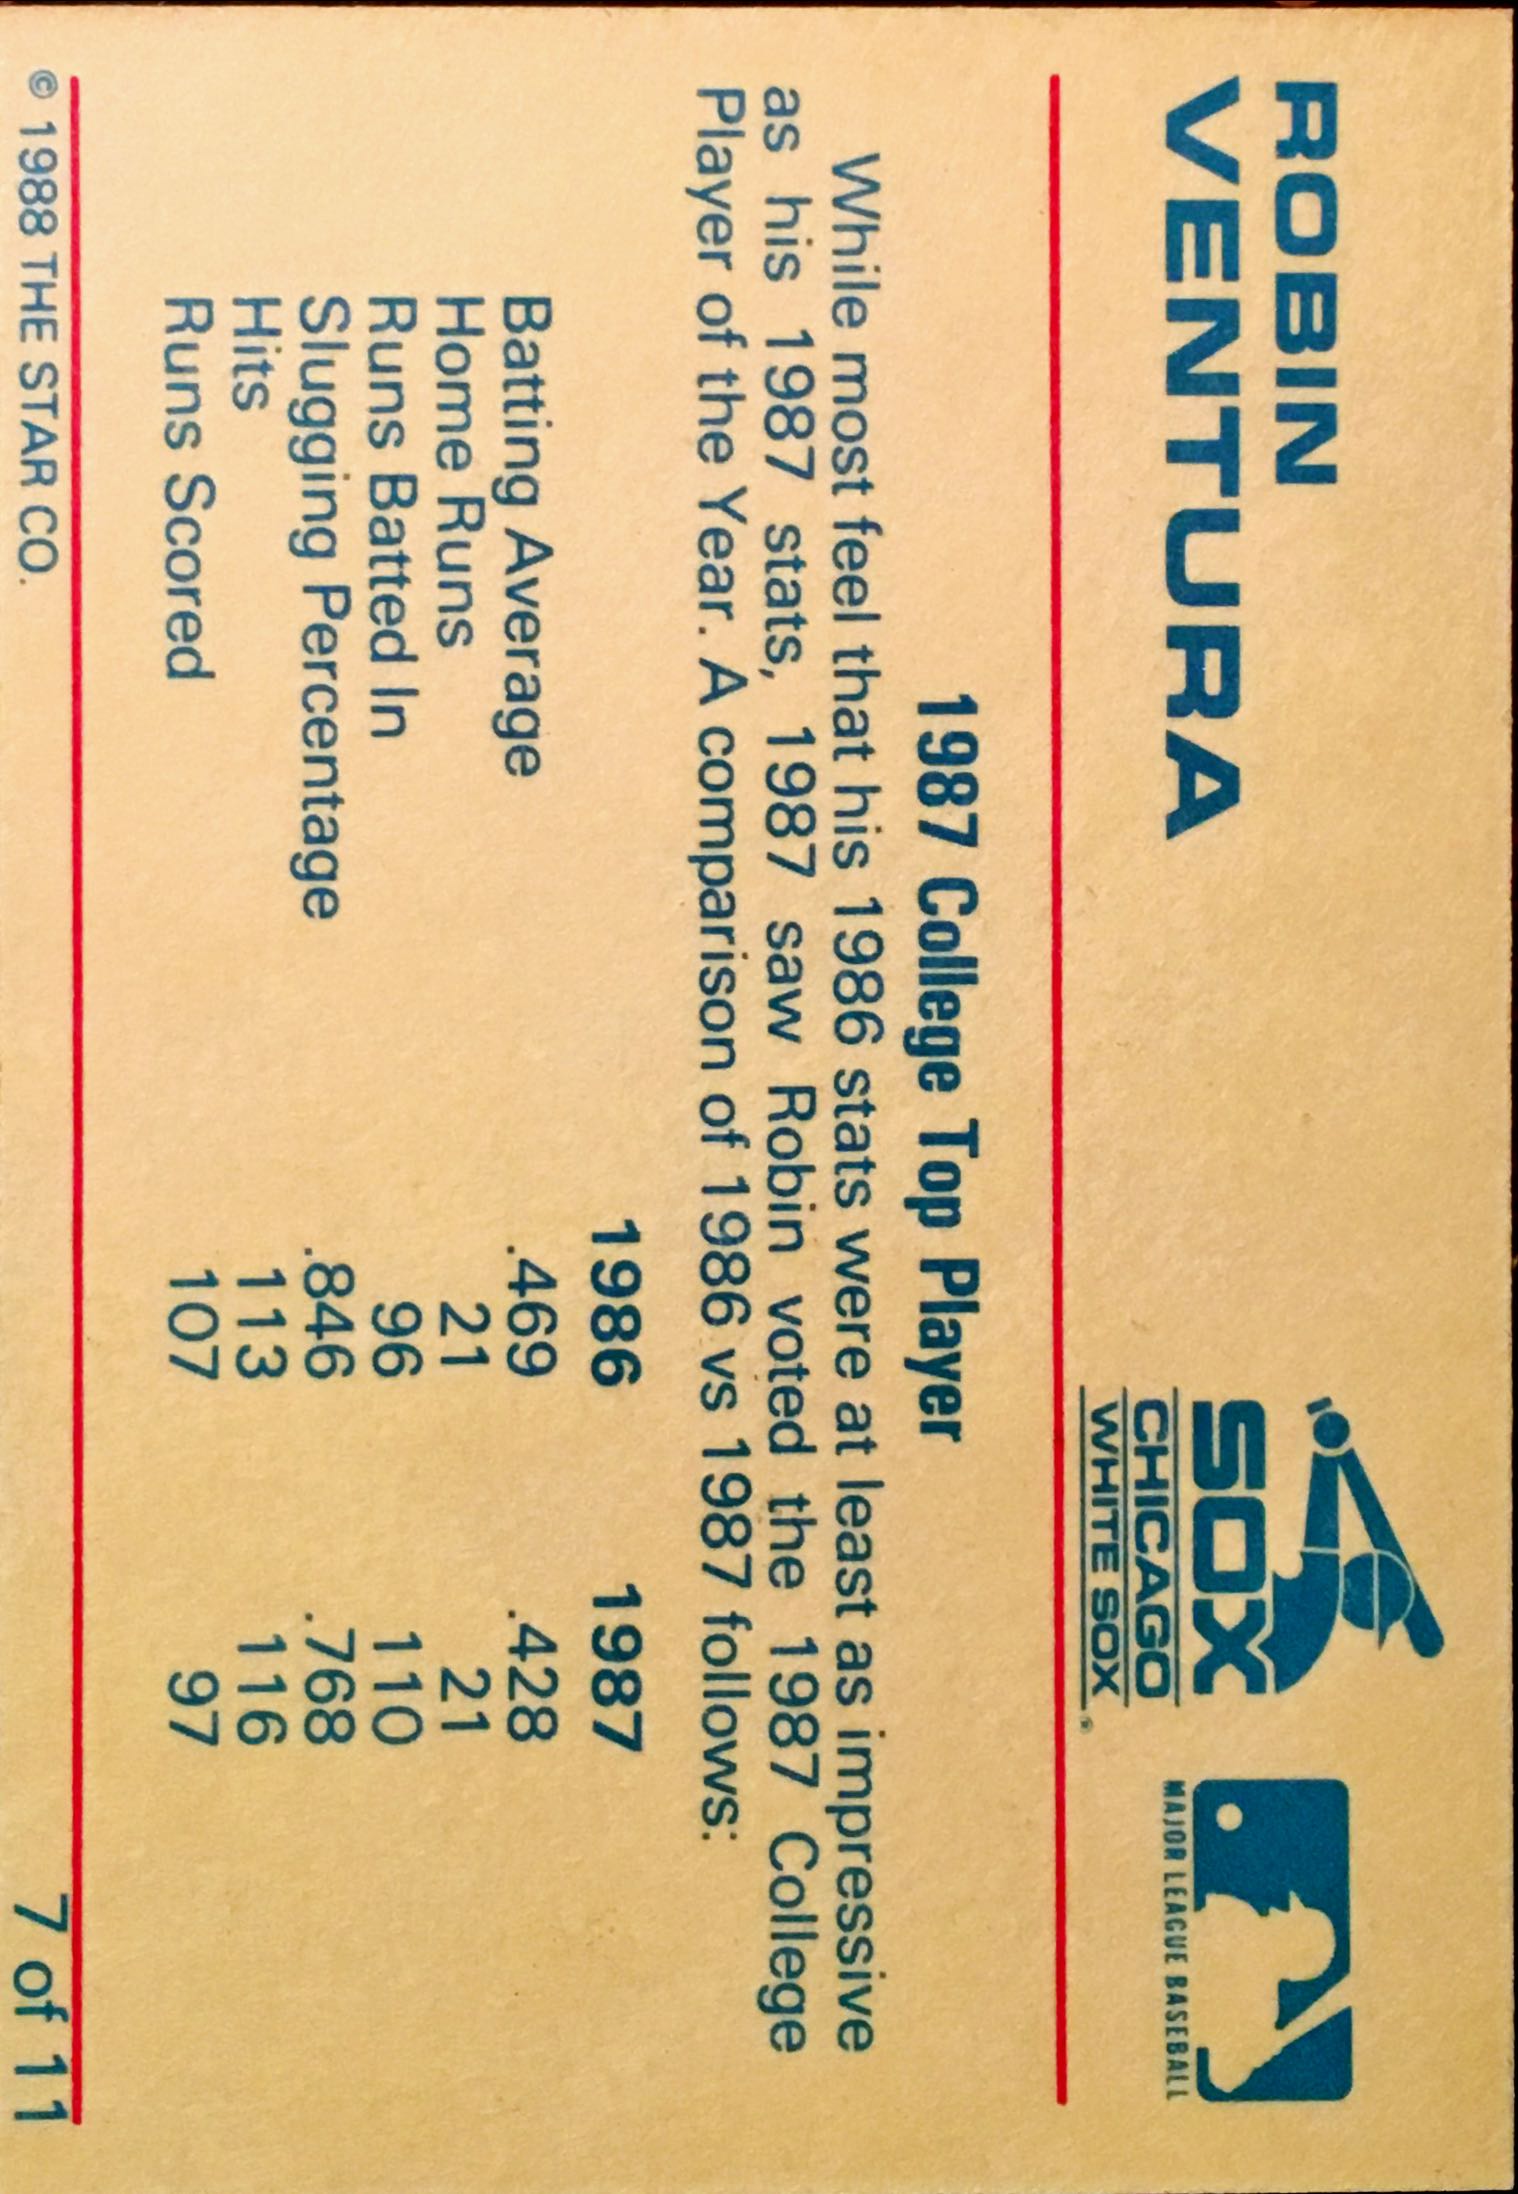 ROBIN
VENTURA
SOX
CHICAGO
WHITE SOX
MAJOR LEAGUE BASEBALL
1987 College Top Player
While most feel that his 1986 stats were at least as impressive
as his 1987 stats, 1987 saw Robin voted the 1987 College
Player of the Year. A comparison of 1986 vs 1987 follows:
1986 1987
Batting Average .469 .428
Home Runs 21 21
Runs Batted In 96 110
Slugging Percentage .846 .768
Hits 113 116
Runs Scored 107 97
© 1988 THE STAR CO. 7 of 11